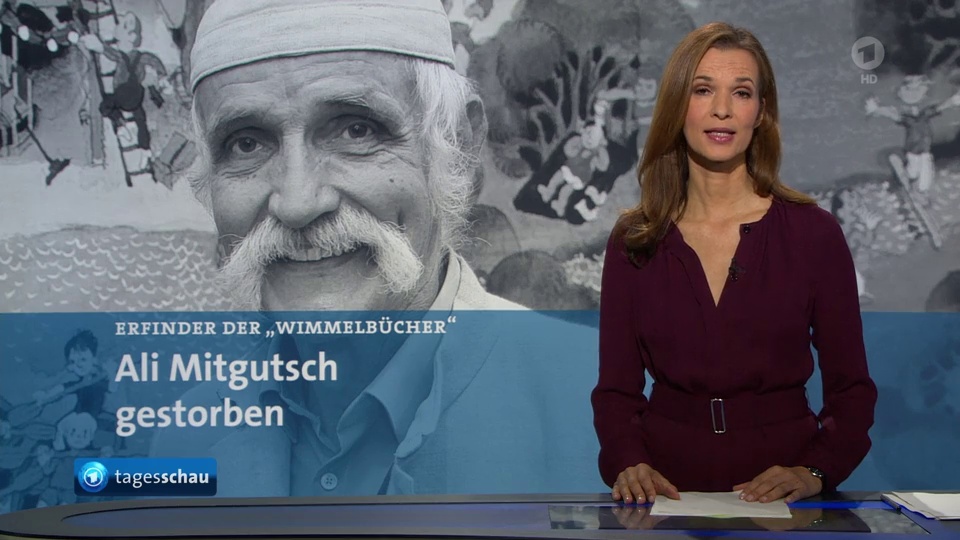 HD
ERFINDER DER „WIMMELBÜCHER“
Ali Mitgutsch
gestorben
tagesschau